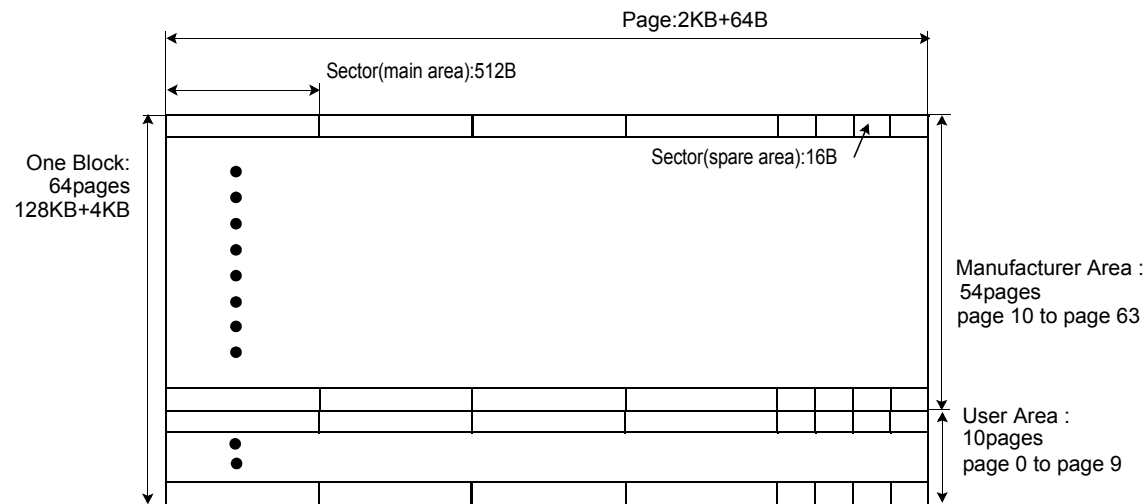 Page:2KB+64B
Sector(main area):512B
Sector(spare area):16B
One Block:
64pages
128KB+4KB
Manufacturer Area :
54pages
page 10 to page 63
User Area :
10pages
page 0 to page 9